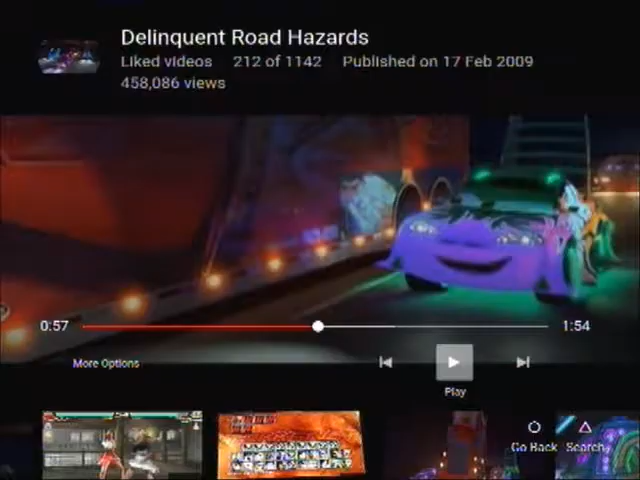 Delinquent Road Hazards
Liked videos 212 of 1142 Published on 17 Feb 2009
458,086 views
0:57
1:54
More Options
Play
Go Back Search